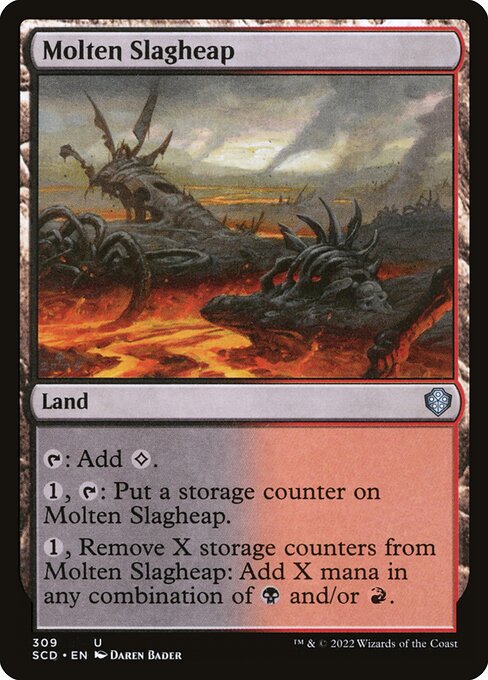 Molten Slagheap
Land
: Add .
1, : Put a storage counter on
Molten Slagheap.
1, Remove X storage counters from
Molten Slagheap: Add X mana in
any combination of and/or .
309 U
SCD • EN Daren Bader
™ & © 2022 Wizards of the Coast